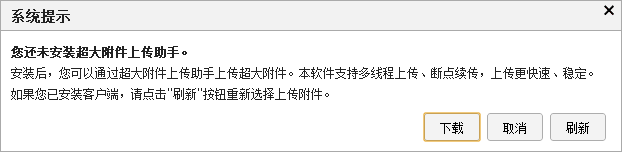 系统提示
您还未安装超大附件上传助手。
安装后，您可以通过超大附件上传助手上传超大附件。本软件支持多线程上传、断点续传，上传更快速、稳定。
如果您已安装客户端，请点击"刷新"按钮重新选择上传附件。
下载 取消 刷新